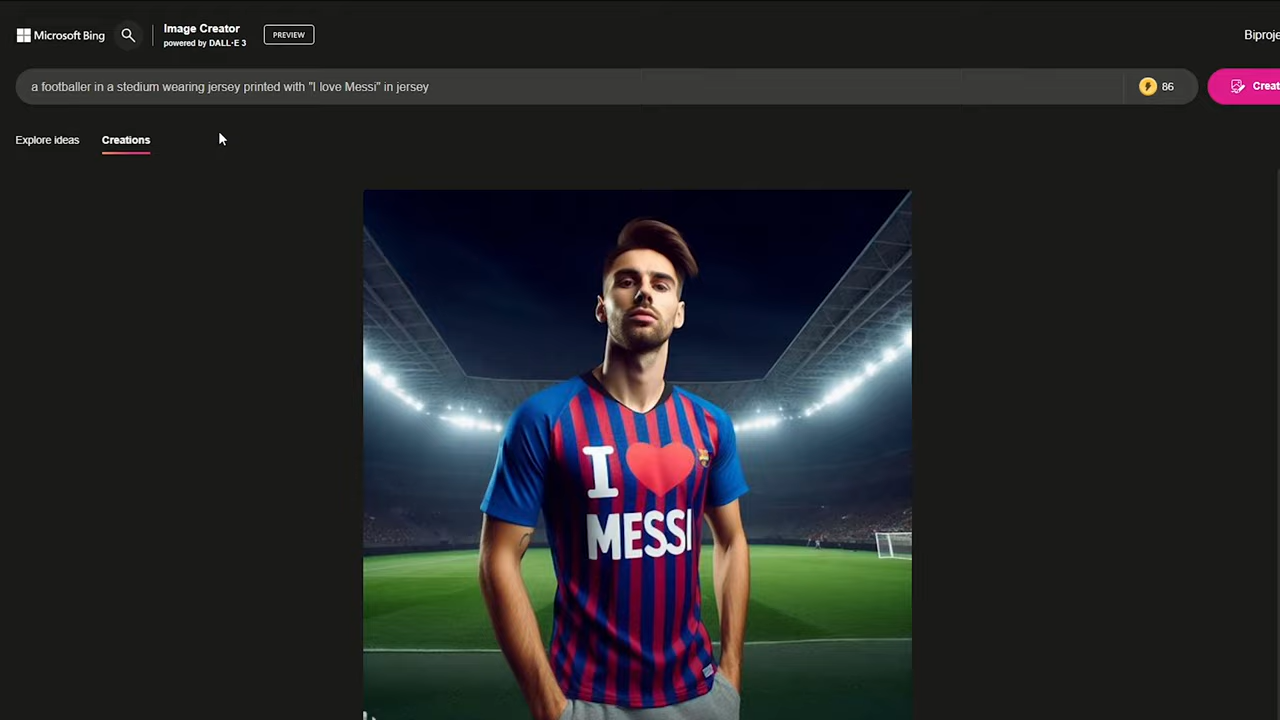 Microsoft Bing
Image Creator
powered by DALL·E 3
PREVIEW
Biproje
a footballer in a stedium wearing jersey printed with "I love Messi" in jersey
86
Creat
Explore ideas
Creations
I
MESSI